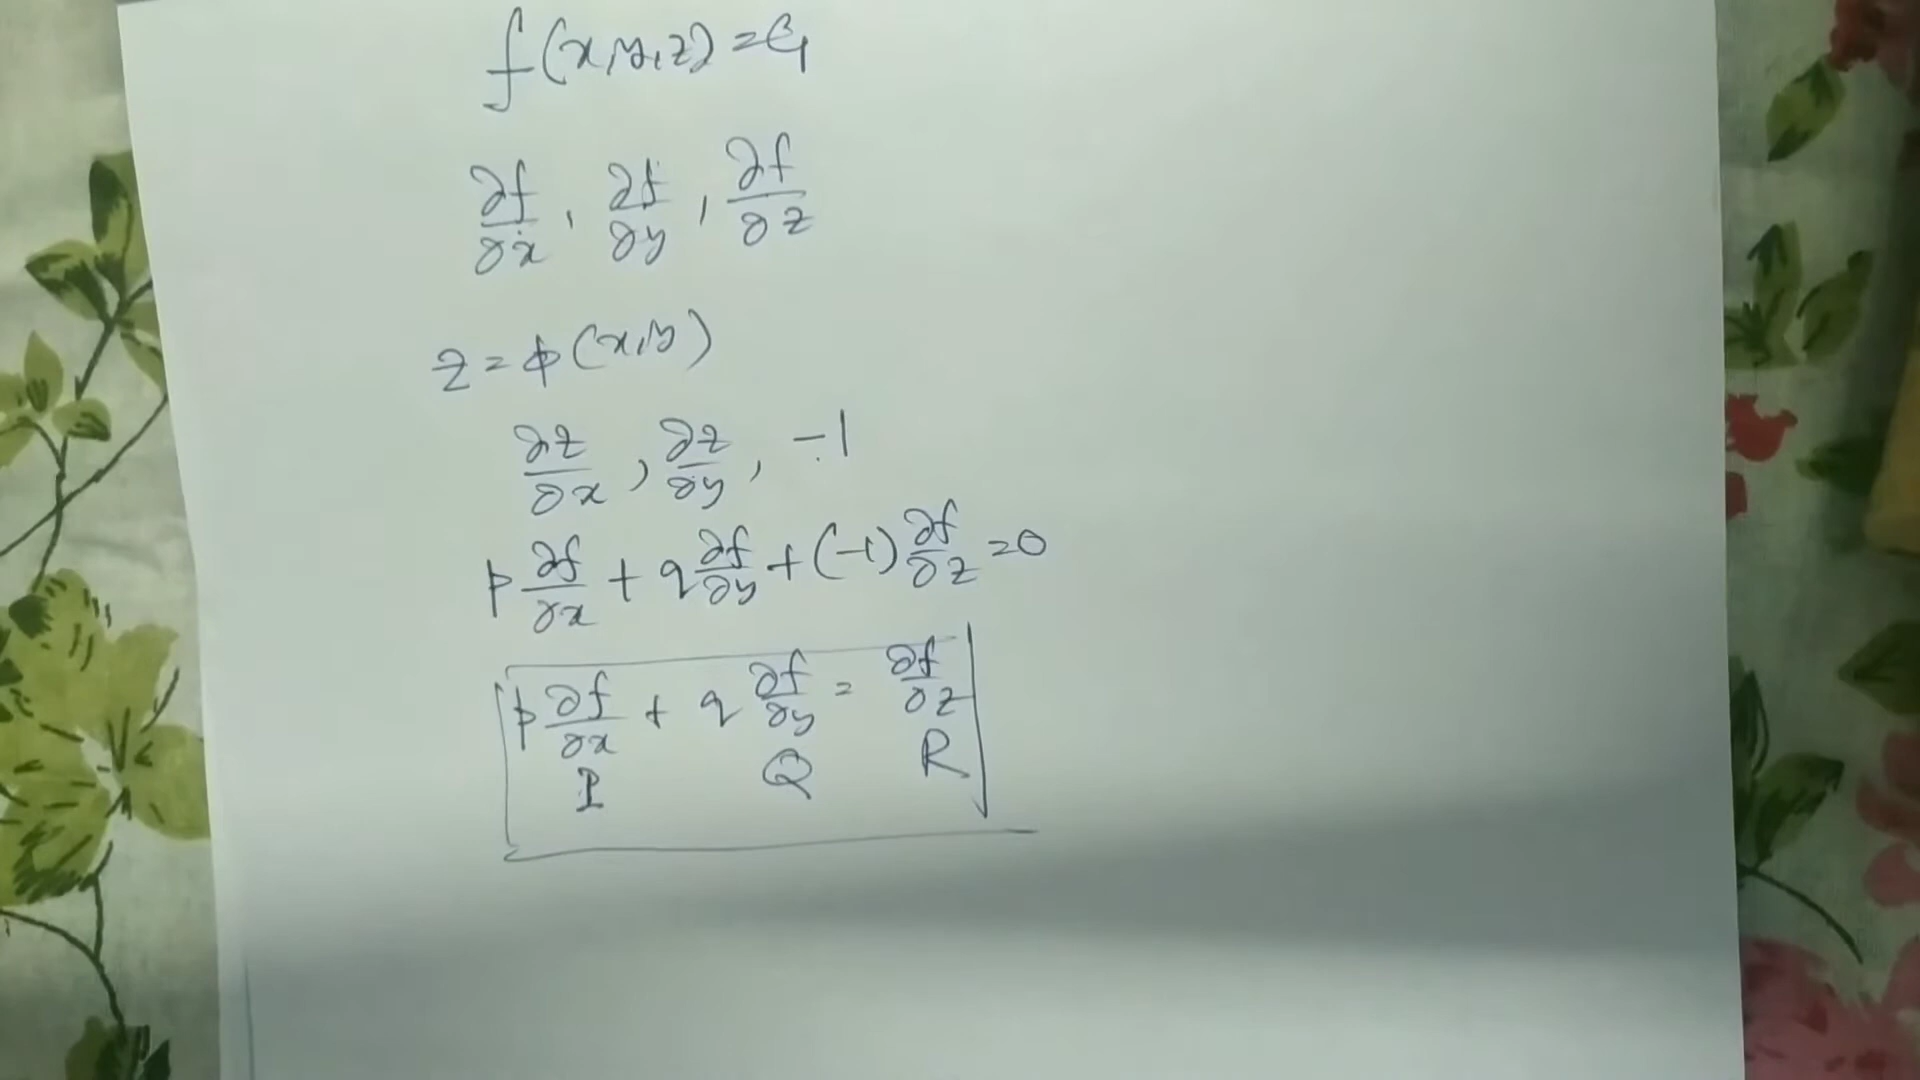 f(x,y,z) = C₁
∂f/∂x , ∂f/∂y , ∂f/∂z
z = ϕ(x,y)
∂z/∂x , ∂z/∂y , -1
p ∂f/∂x + q ∂f/∂y + (-1) ∂f/∂z = 0
p ∂f/∂x + q ∂f/∂y = ∂f/∂z
P Q R